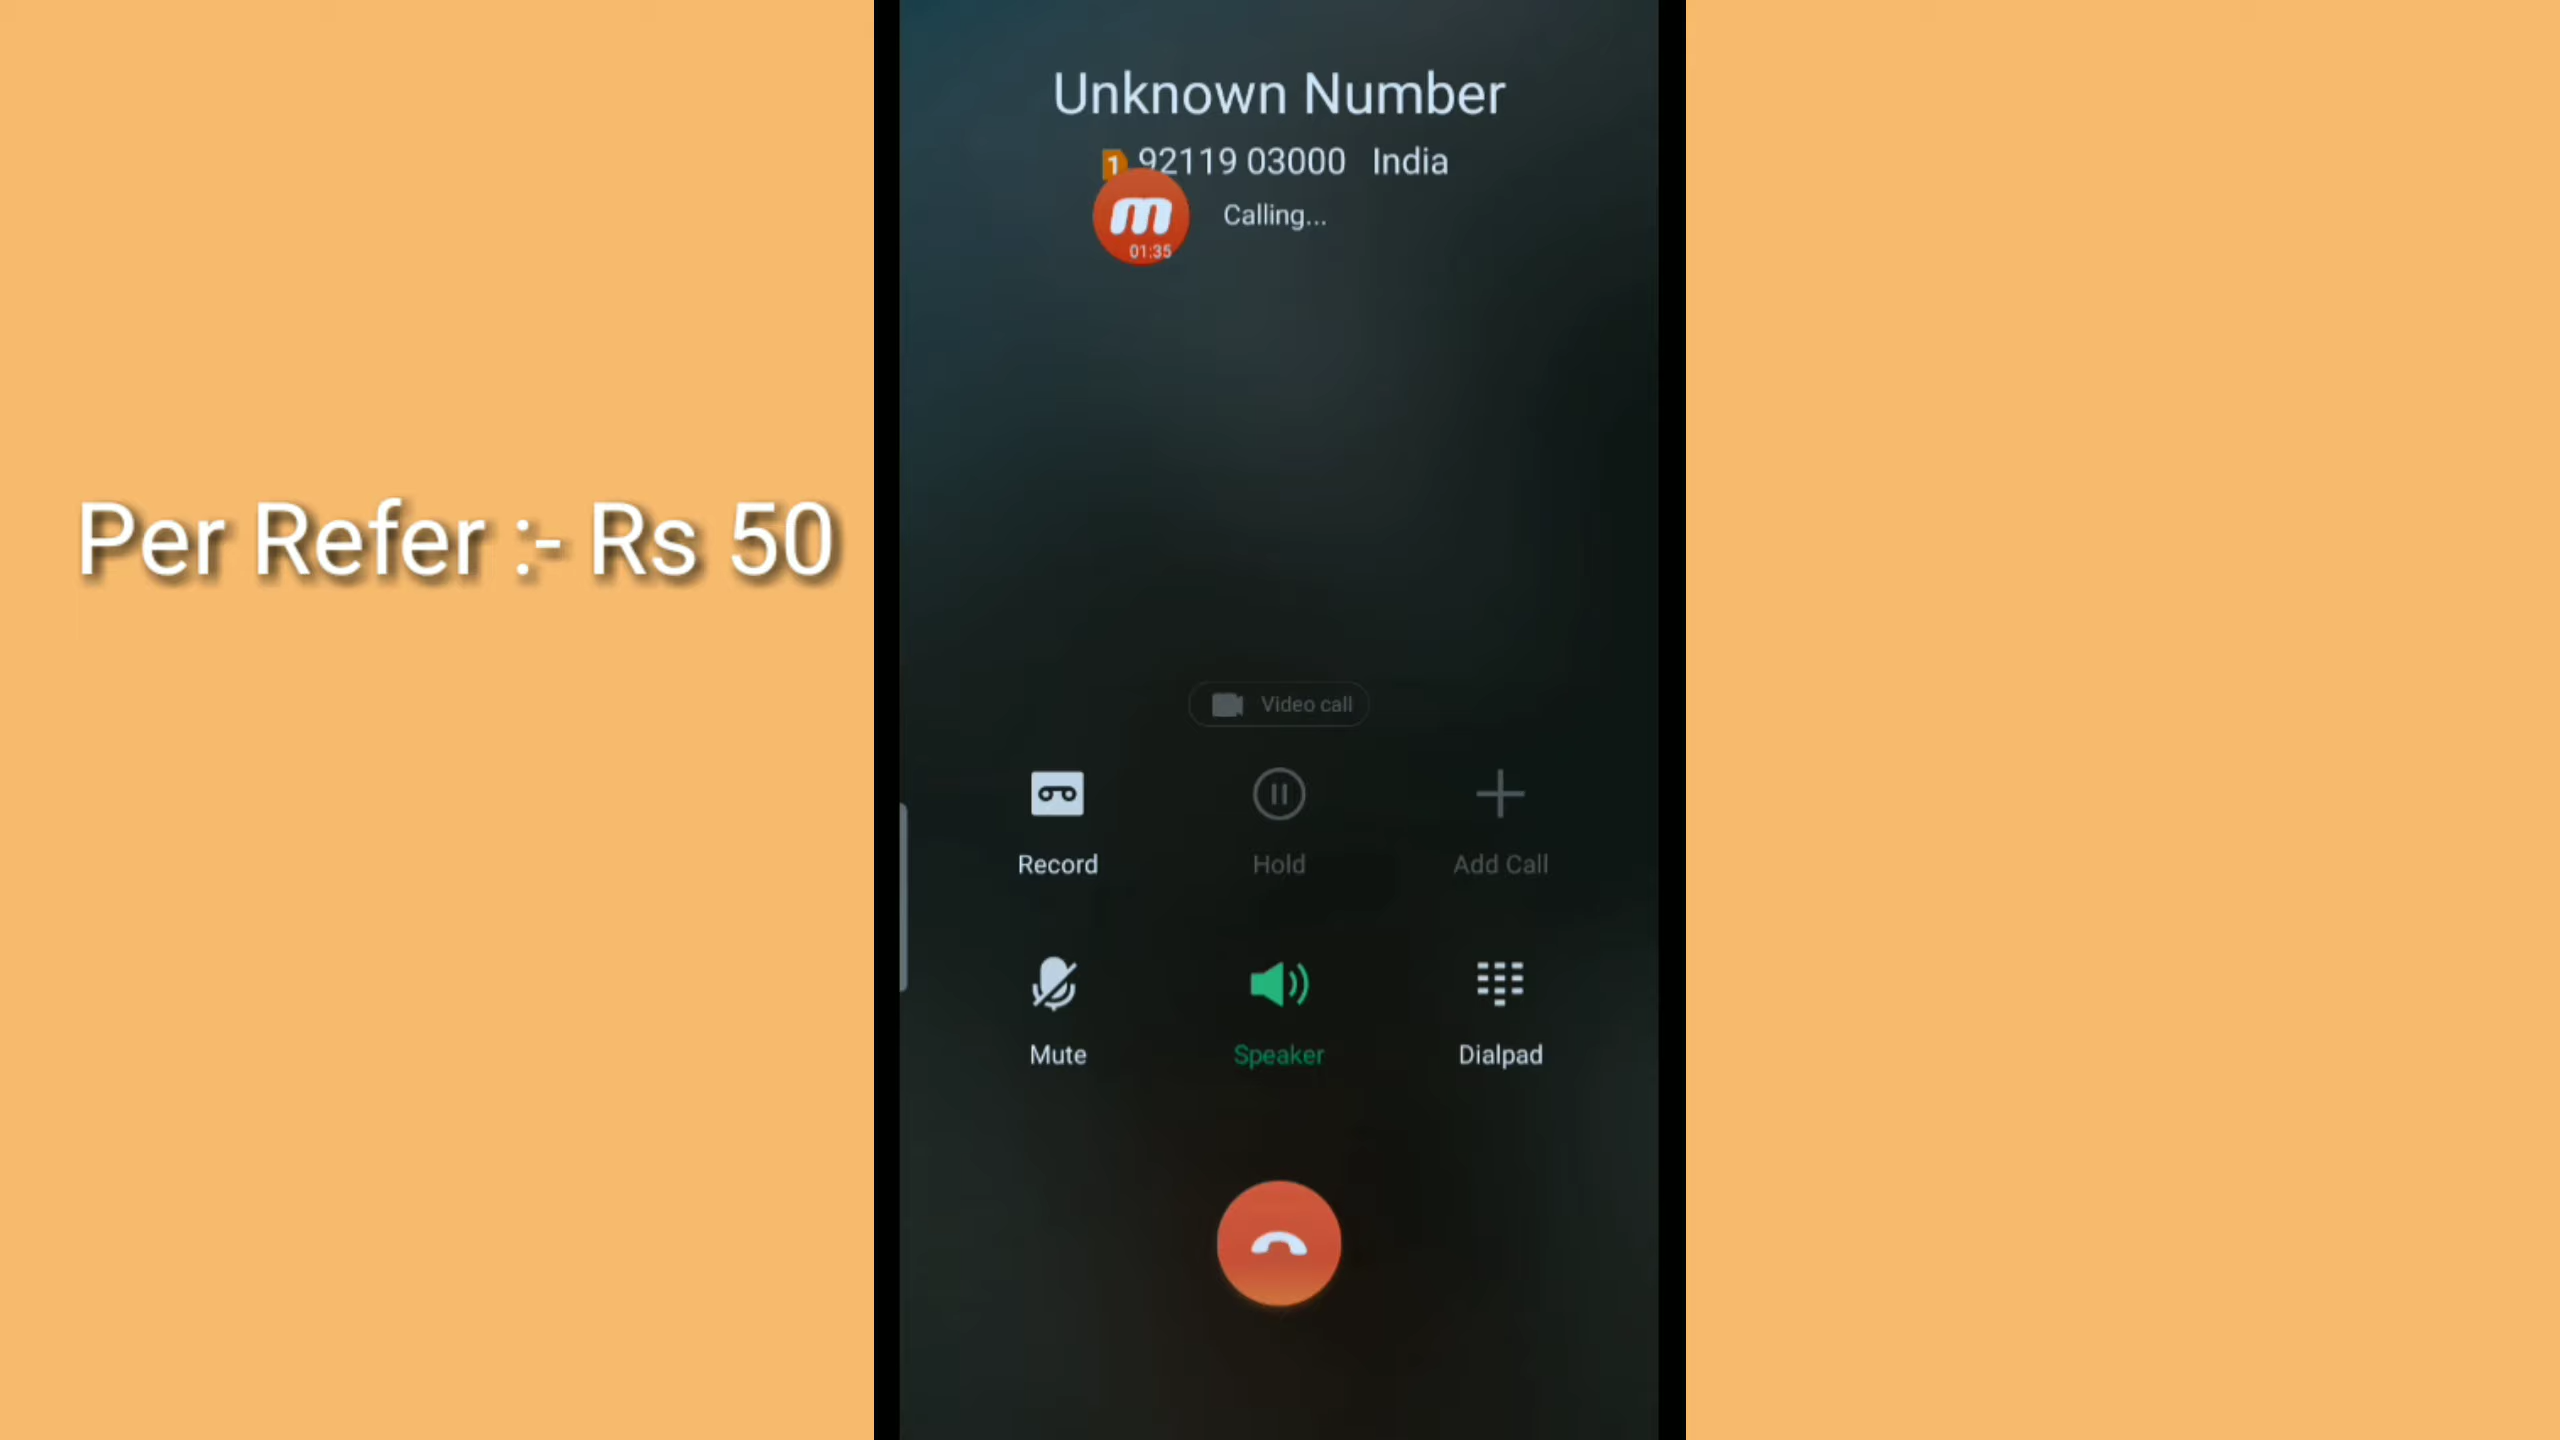 Unknown Number
1 92119 03000 India
m
01:35
Calling...
Per Refer :- Rs 50
Video call
Record
Hold
Add Call
Mute
Speaker
Dialpad